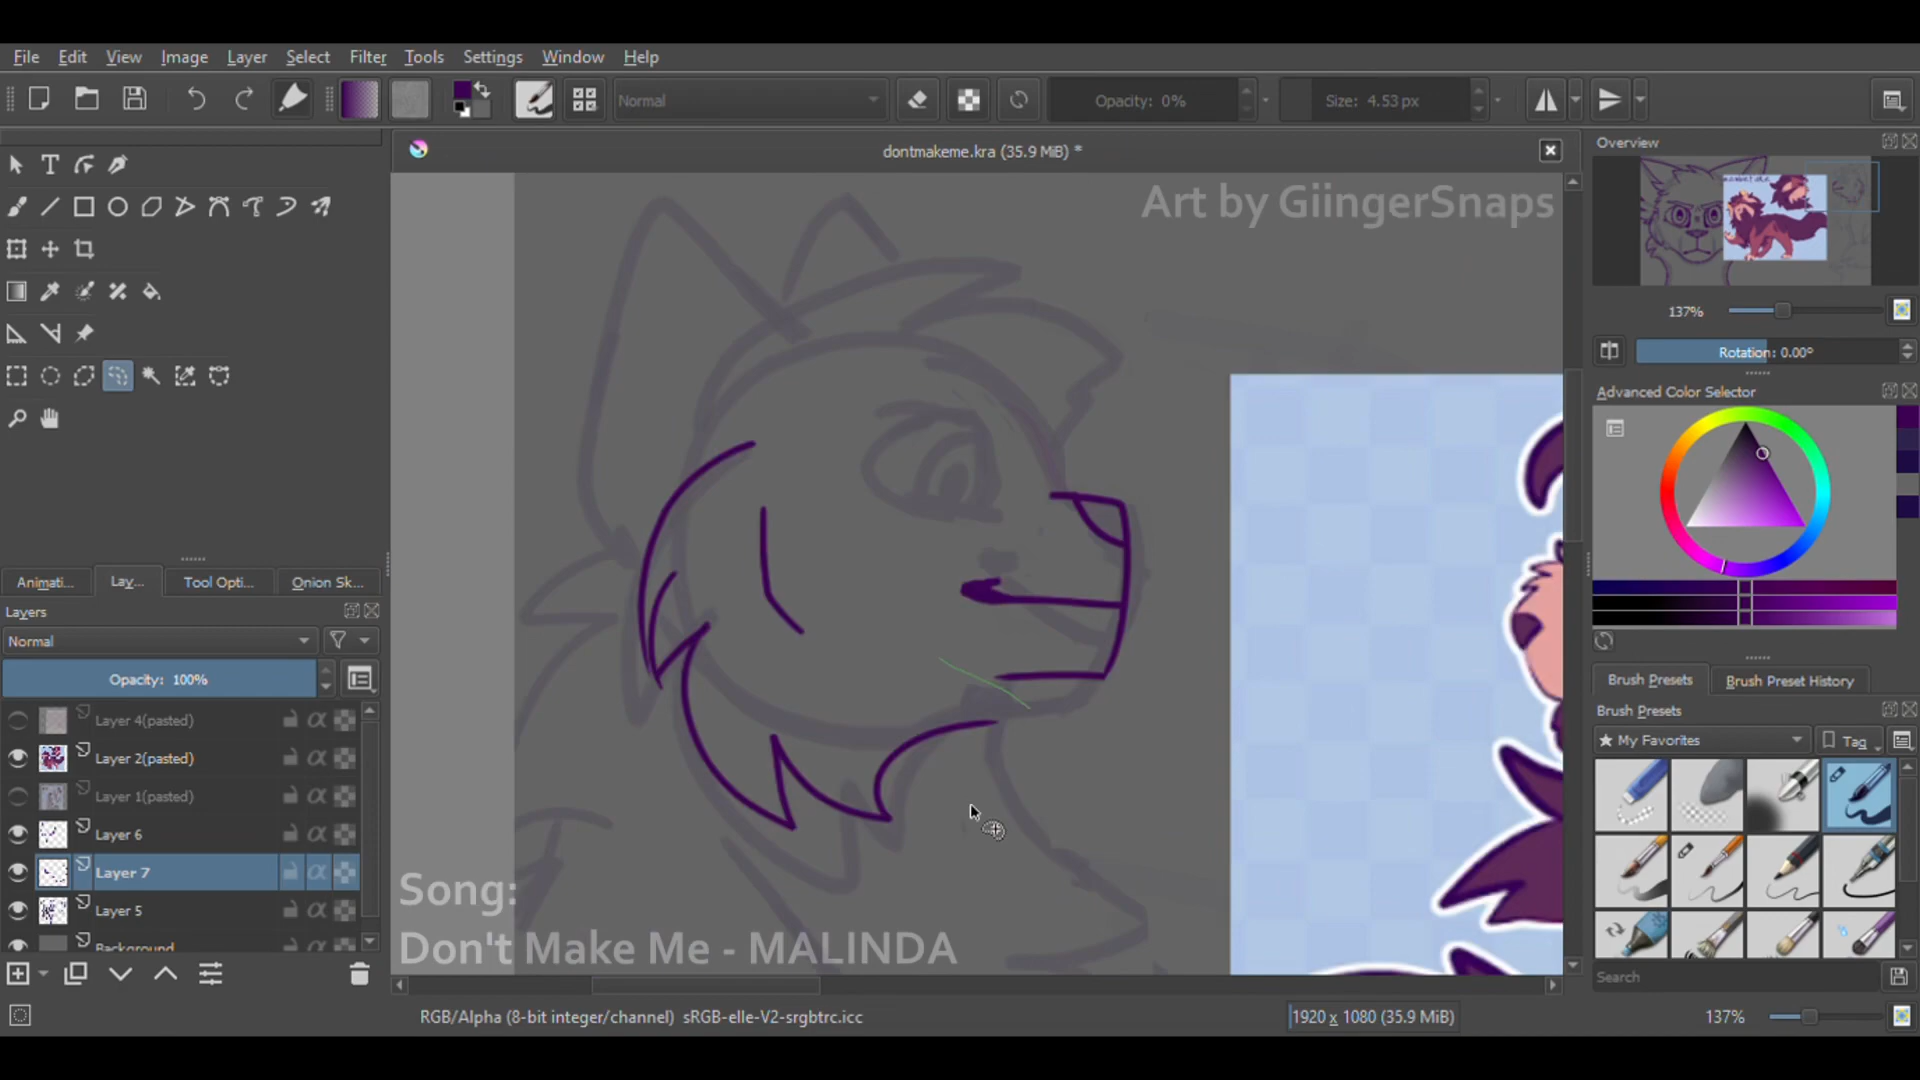 File Edit View Image Layer Select Filter Tools Settings Window Help
Normal
Opacity: 0%
Size: 4.53 px
dontmakeme.kra (35.9 MiB) *
Overview
Art by GiingerSnaps
137%
Rotation: 0.00º
Advanced Color Selector
Animati... Lay... Tool Opti... Onion Sk...
Layers
Normal
Opacity: 100%
Layer 4(pasted)
Layer 2(pasted)
Layer 1(pasted)
Layer 6
Layer 7
Layer 5
Background
Brush Presets Brush Preset History
Brush Presets
★ My Favorites
Tag
Search
Song:
Don't Make Me - MALINDA
RGB/Alpha (8-bit integer/channel) sRGB-elle-V2-srgbtrc.icc
1920 x 1080 (35.9 MiB)
137%